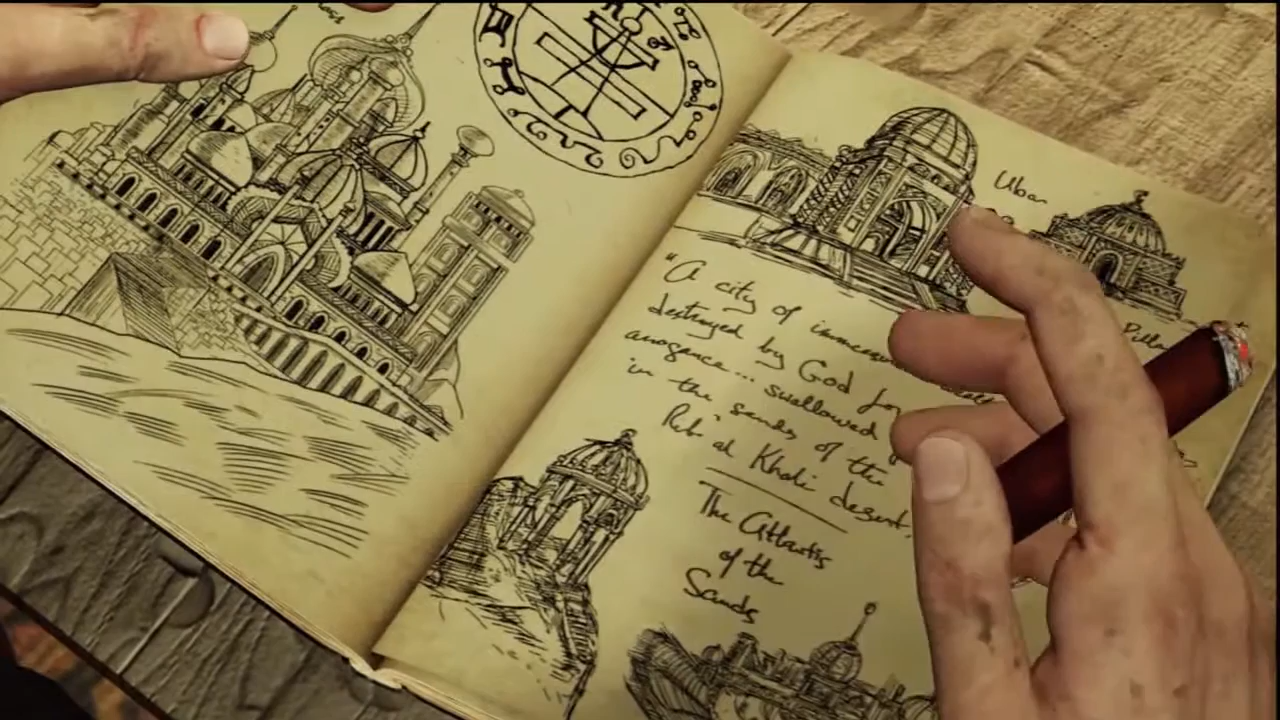 Ubar
"A city of immense
destroyed by God for
arrogance... swallowed
in the sands of the
Rub al Khali desert.
The Atlantis
of the
Sands